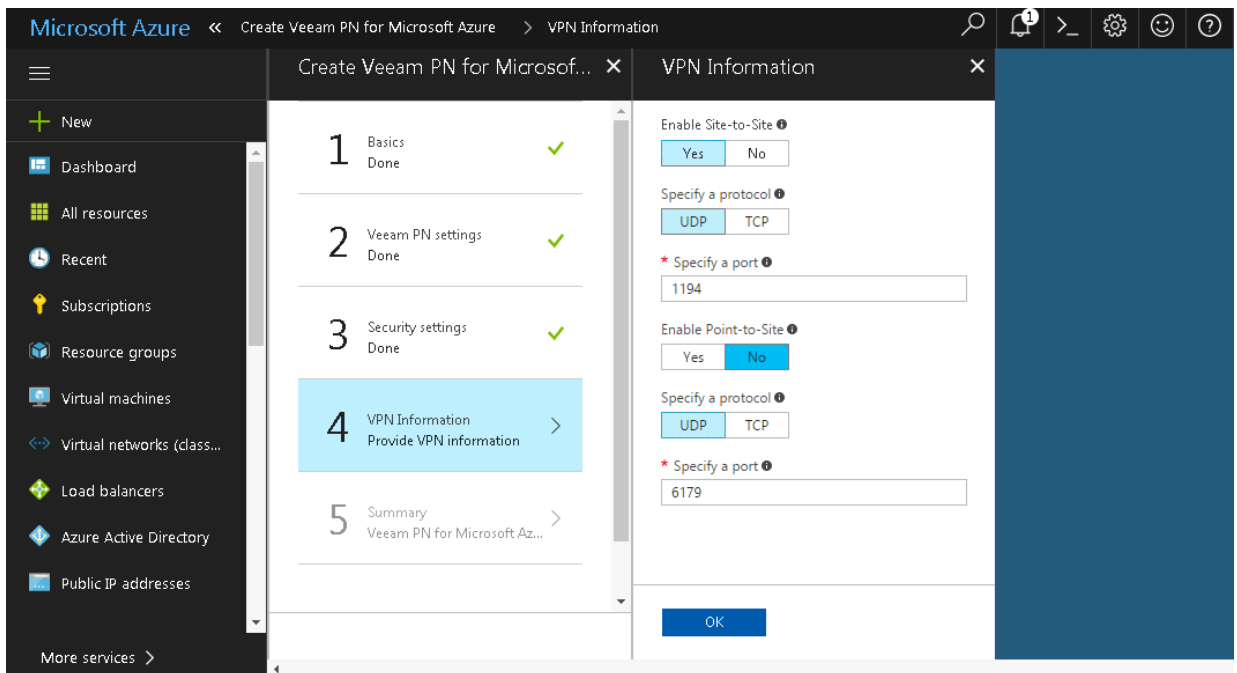 Microsoft Azure « Create Veeam PN for Microsoft Azure > VPN Information
1
>_
?
New
Dashboard
All resources
Recent
Subscriptions
Resource groups
Virtual machines
Virtual networks (class...
Load balancers
Azure Active Directory
Public IP addresses
More services >
Create Veeam PN for Microsof... ×
1
Basics
Done
2
Veeam PN settings
Done
3
Security settings
Done
4
VPN Information
Provide VPN information
5
Summary
Veeam PN for Microsoft Az...
VPN Information ×
Enable Site-to-Site
Yes No
Specify a protocol
UDP TCP
* Specify a port
1194
Enable Point-to-Site
Yes No
Specify a protocol
UDP TCP
* Specify a port
6179
OK